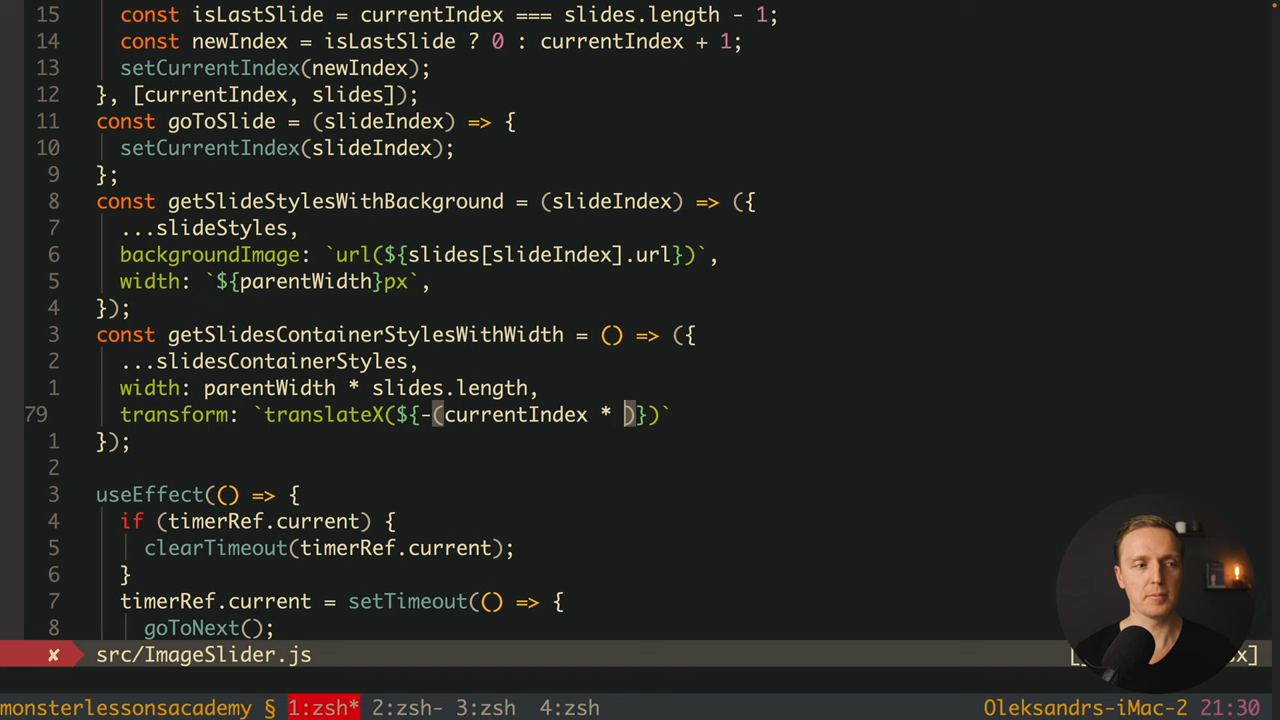 15 const isLastSlide = currentIndex === slides.length - 1;
14 const newIndex = isLastSlide ? 0 : currentIndex + 1;
13 setCurrentIndex(newIndex);
12 }, [currentIndex, slides]);
11 const goToSlide = (slideIndex) => {
10 setCurrentIndex(slideIndex);
9 };
8 const getSlideStylesWithBackground = (slideIndex) => ({
7 ...slideStyles,
6 backgroundImage: `url(${slides[slideIndex].url})`,
5 width: `${parentWidth}px`,
4 });
3 const getSlidesContainerStylesWithWidth = () => ({
2 ...slidesContainerStyles,
1 width: parentWidth * slides.length,
79 transform: `translateX(${-(currentIndex * )})`
1 });
2
3 useEffect(() => {
4 if (timerRef.current) {
5 clearTimeout(timerRef.current);
6 }
7 timerRef.current = setTimeout(() => {
8 goToNext();
✘ src/ImageSlider.js
monsterlessonsacademy § 1:zsh* 2:zsh- 3:zsh 4:zsh Oleksandrs-iMac-2 21:30